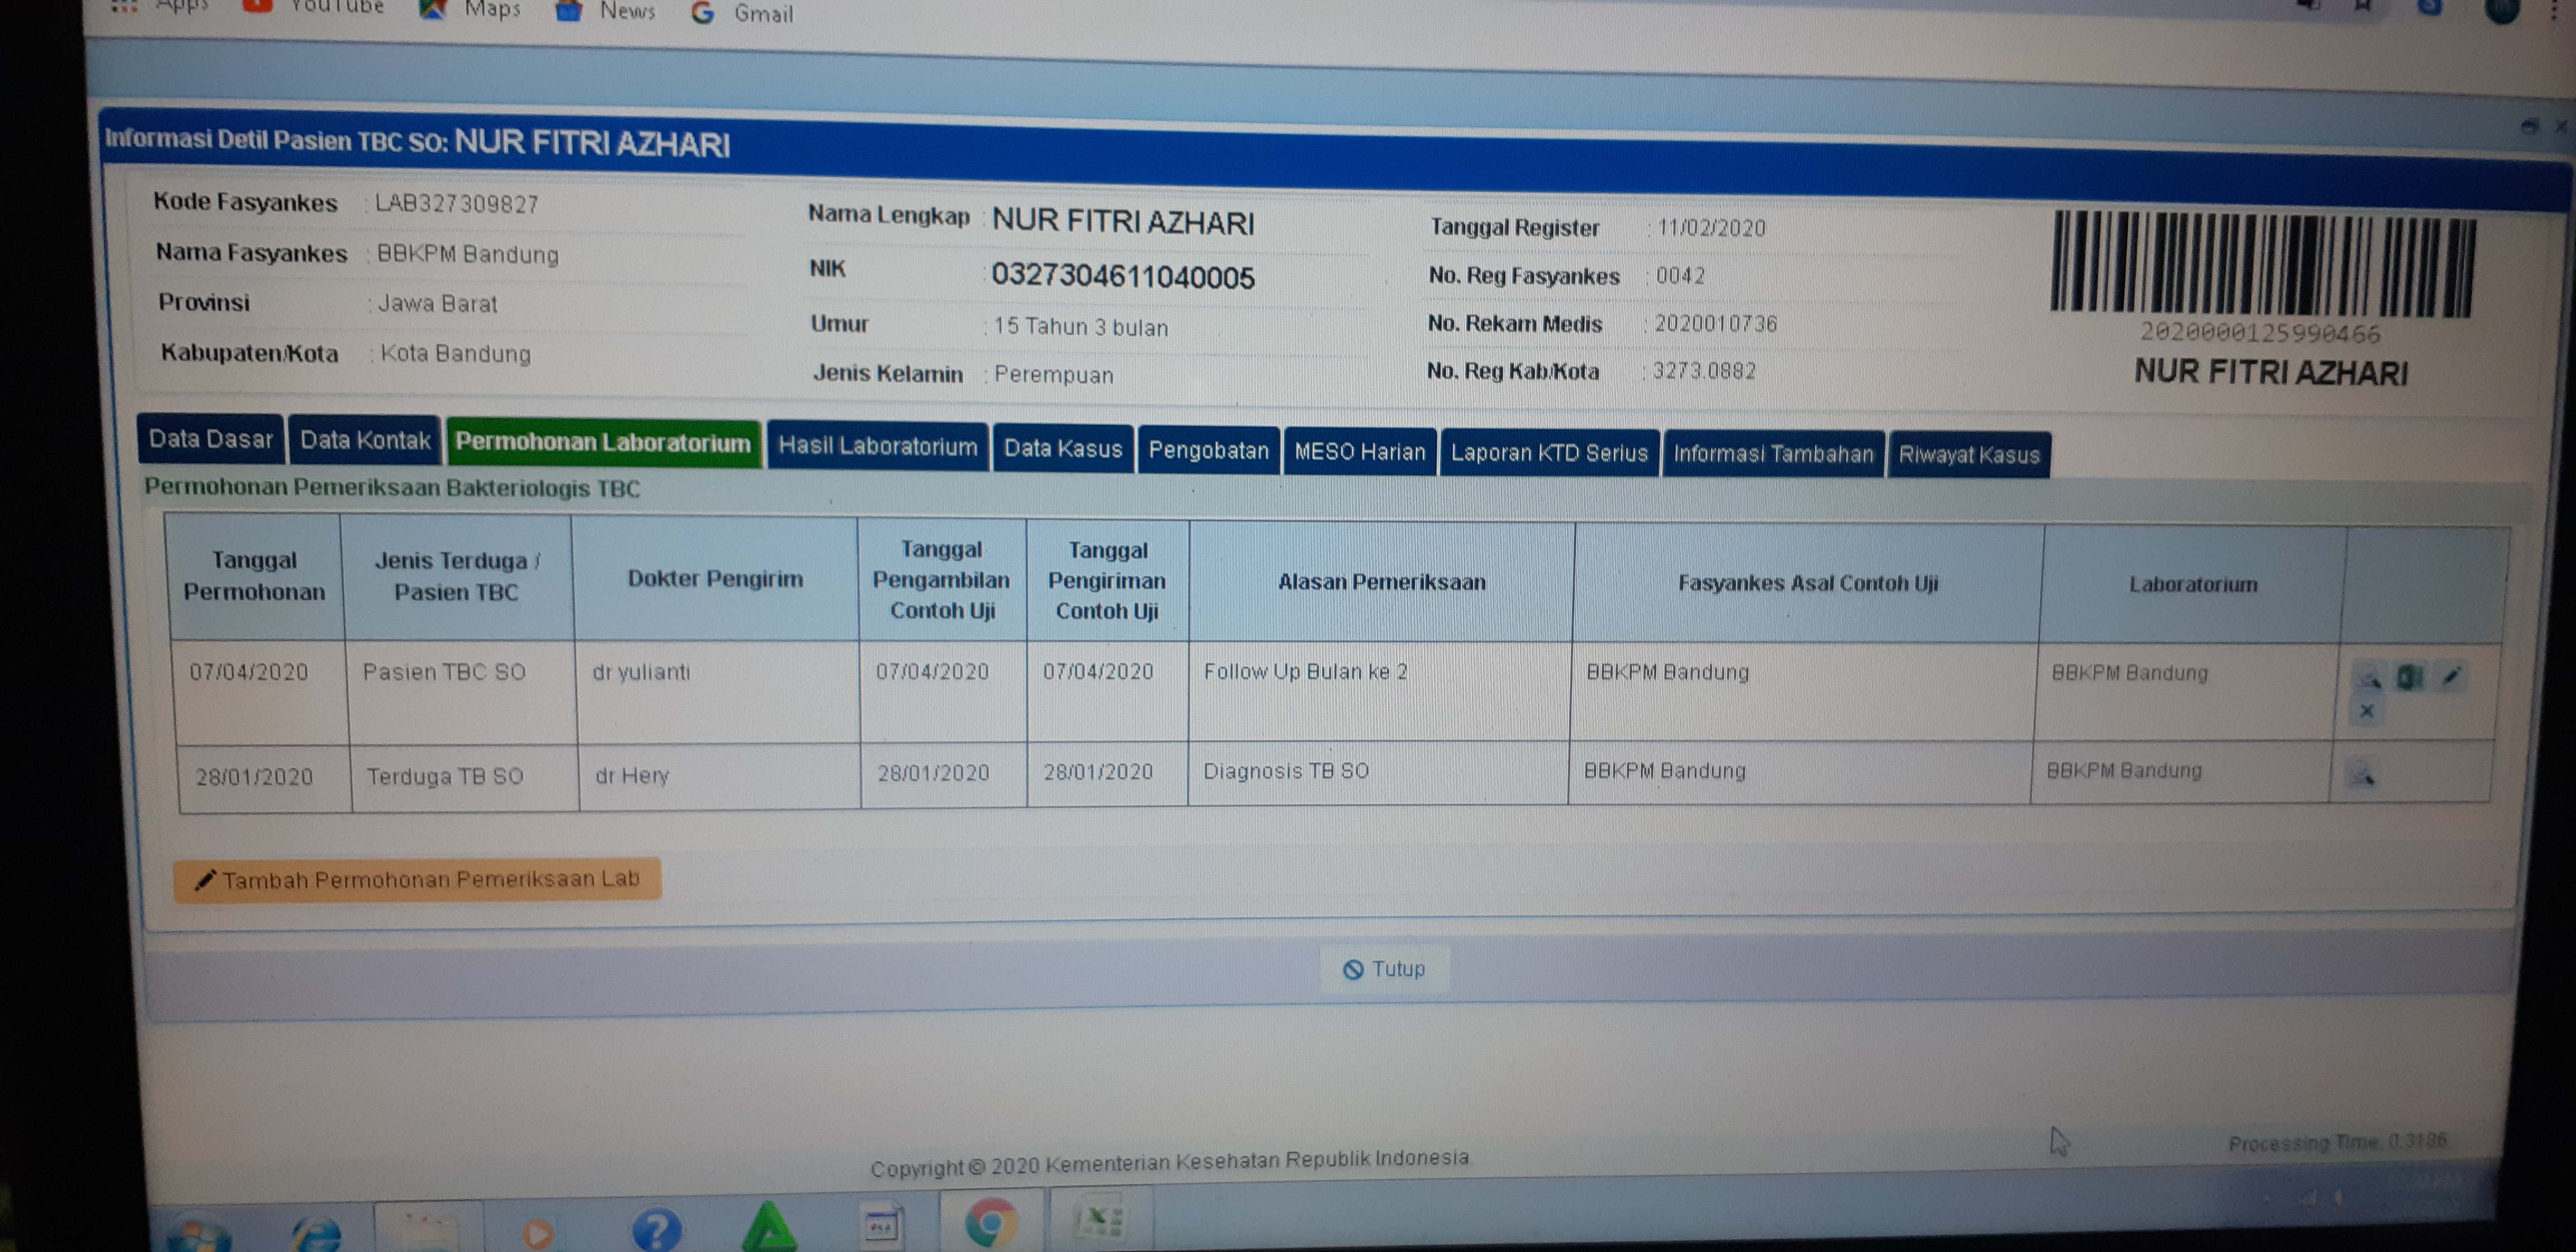 Apps YouTube Maps News Gmail
Informasi Detil Pasien TBC SO: NUR FITRI AZHARI
Kode Fasyankes : LAB327309827
Nama Fasyankes : BBKPM Bandung
Provinsi : Jawa Barat
Kabupaten/Kota : Kota Bandung
Nama Lengkap : NUR FITRI AZHARI
NIK : 0327304611040005
Umur : 15 Tahun 3 bulan
Jenis Kelamin : Perempuan
Tanggal Register : 11/02/2020
No. Reg Fasyankes : 0042
No. Rekam Medis : 2020010736
No. Reg Kab/Kota : 3273.0882
2020000125990466
NUR FITRI AZHARI
Data Dasar Data Kontak Permohonan Laboratorium Hasil Laboratorium Data Kasus Pengobatan MESO Harian Laporan KTD Serius Informasi Tambahan Riwayat Kasus
Permohonan Pemeriksaan Bakteriologis TBC
Tanggal Permohonan Jenis Terduga / Pasien TBC Dokter Pengirim Tanggal Pengambilan Contoh Uji Tanggal Pengiriman Contoh Uji Alasan Pemeriksaan Fasyankes Asal Contoh Uji Laboratorium
07/04/2020 Pasien TBC SO dr yulianti 07/04/2020 07/04/2020 Follow Up Bulan ke 2 BBKPM Bandung BBKPM Bandung
28/01/2020 Terduga TB SO dr Hery 28/01/2020 28/01/2020 Diagnosis TB SO BBKPM Bandung BBKPM Bandung
Tambah Permohonan Pemeriksaan Lab
Tutup
Copyright © 2020 Kementerian Kesehatan Republik Indonesia
Processing Time: 0.3186